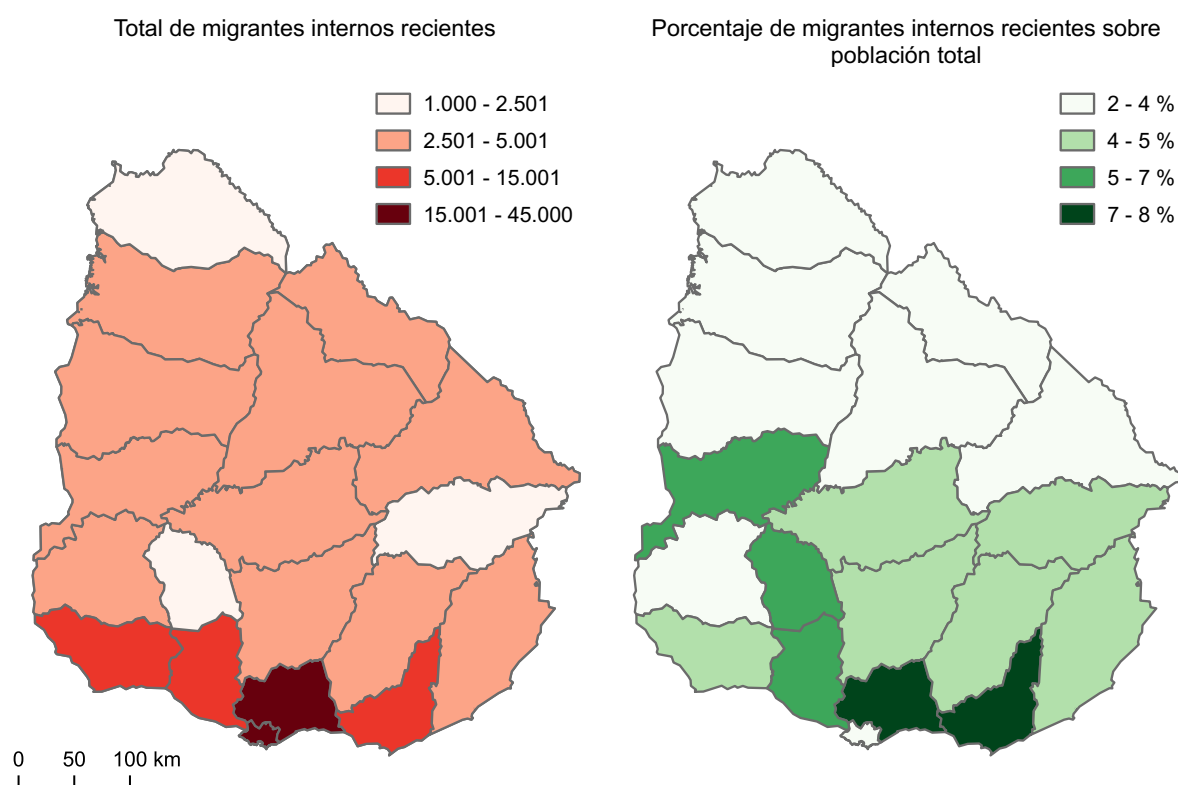 Total de migrantes internos recientes
1.000 - 2.501
2.501 - 5.001
5.001 - 15.001
15.001 - 45.000
0 50 100 km
Porcentaje de migrantes internos recientes sobre
población total
2 - 4 %
4 - 5 %
5 - 7 %
7 - 8 %